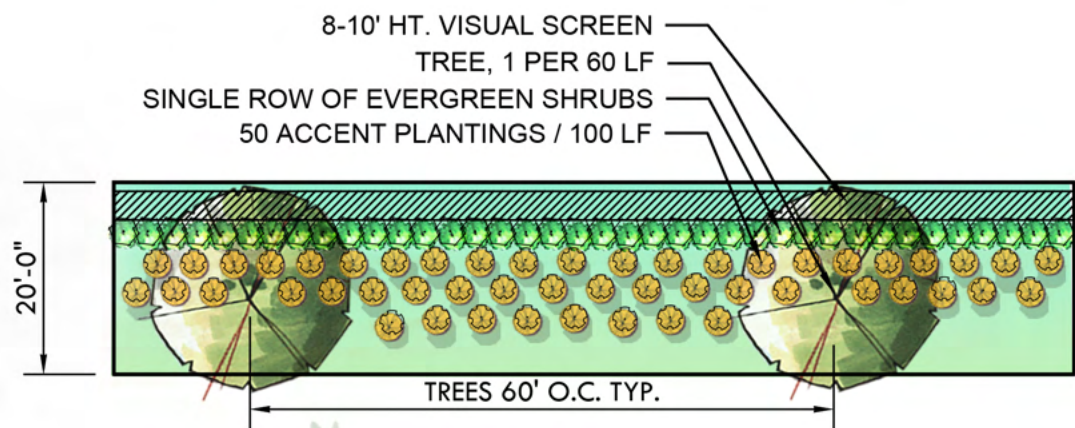 8-10' HT. VISUAL SCREEN
TREE, 1 PER 60 LF
SINGLE ROW OF EVERGREEN SHRUBS
50 ACCENT PLANTINGS / 100 LF
20'-0"
TREES 60' O.C. TYP.